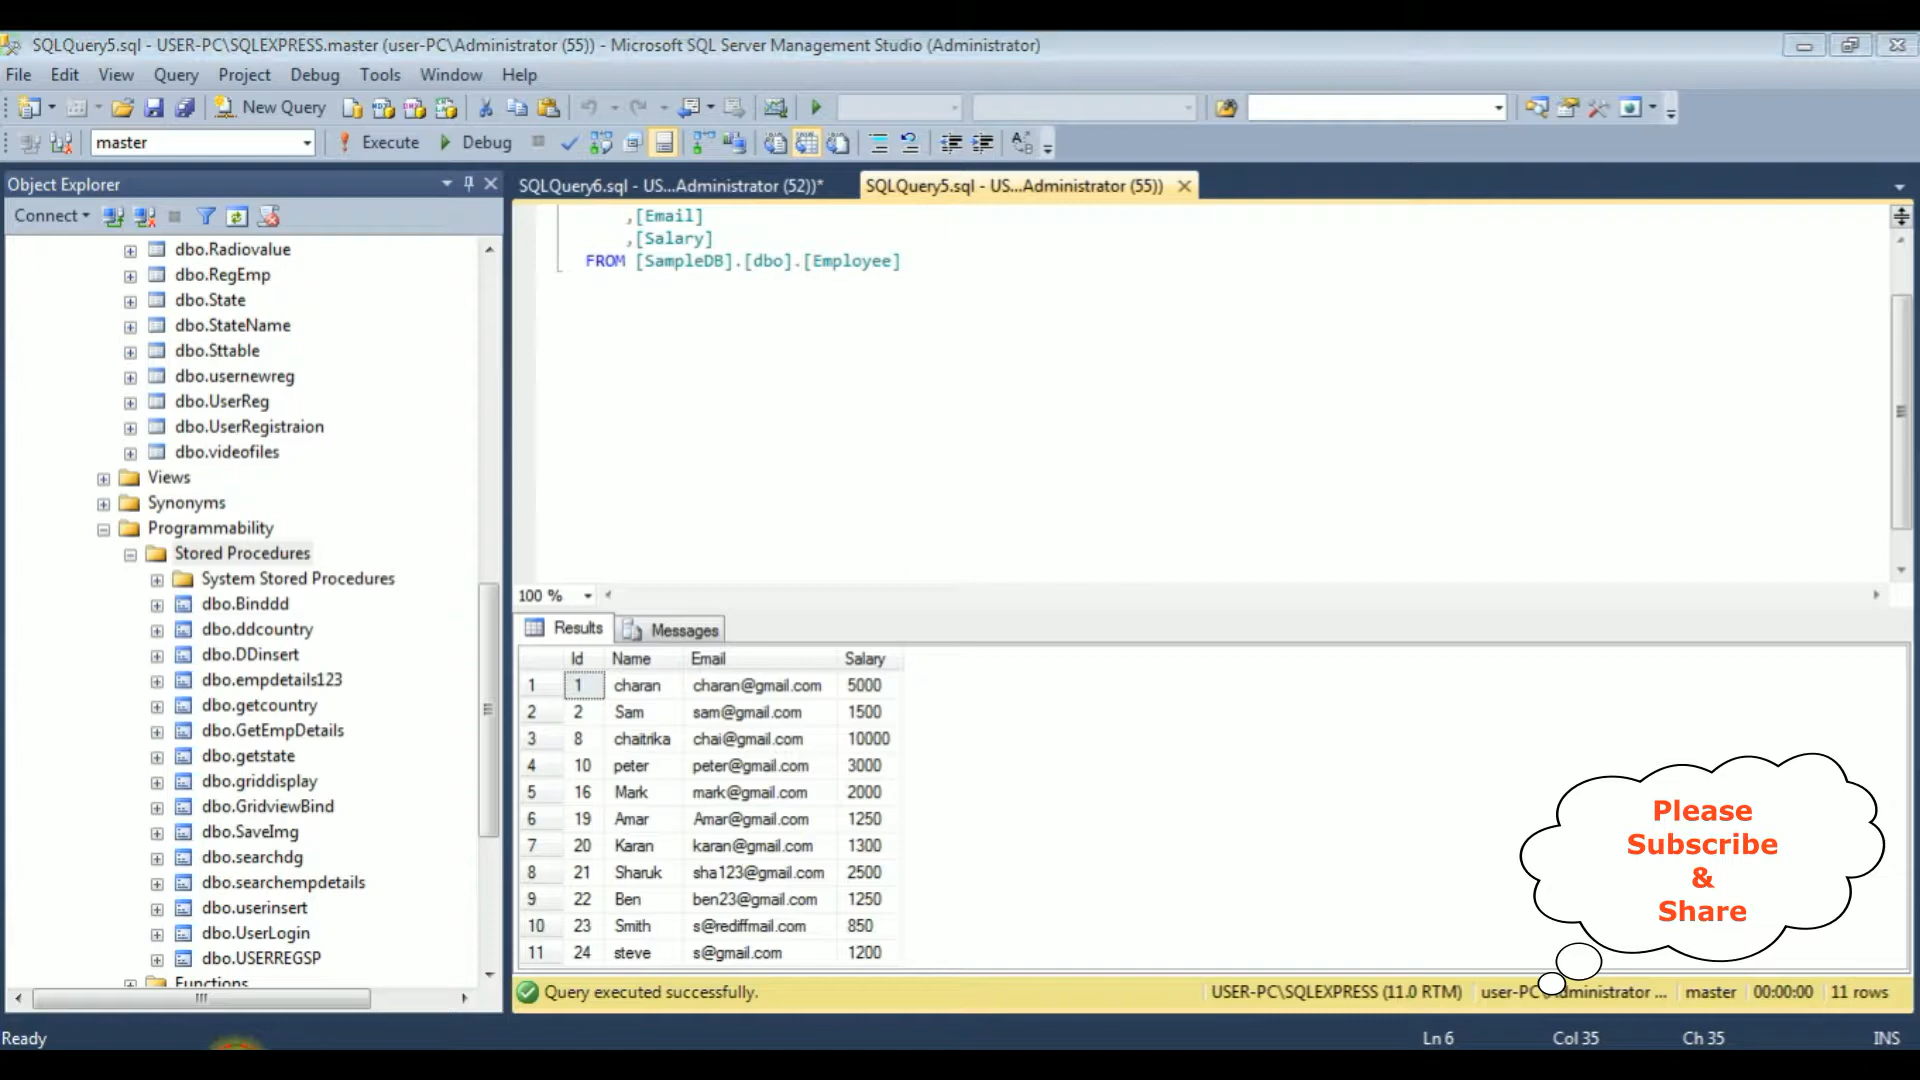 SQLQuery5.sql - USER-PC\SQLEXPRESS.master (user-PC\Administrator (55)) - Microsoft SQL Server Management Studio (Administrator)
File Edit View Query Project Debug Tools Window Help
New Query
master Execute Debug
Object Explorer
SQLQuery6.sql - US...Administrator (52))* SQLQuery5.sql - US...Administrator (55))
Connect
dbo.Radiovalue
dbo.RegEmp
dbo.State
dbo.StateName
dbo.Sttable
dbo.usernewreg
dbo.UserReg
dbo.UserRegistraion
dbo.videofiles
Views
Synonyms
Programmability
Stored Procedures
System Stored Procedures
dbo.Binddd
dbo.ddcountry
dbo.DDinsert
dbo.empdetails123
dbo.getcountry
dbo.GetEmpDetails
dbo.getstate
dbo.griddisplay
dbo.GridviewBind
dbo.SaveImg
dbo.searchdg
dbo.searchempdetails
dbo.userinsert
dbo.UserLogin
dbo.USERREGSP
Functions
,[Email]
,[Salary]
FROM [SampleDB].[dbo].[Employee]
100 %
Results Messages
Id Name Email Salary
1 1 charan charan@gmail.com 5000
2 2 Sam sam@gmail.com 1500
3 8 chaitrika chai@gmail.com 10000
4 10 peter peter@gmail.com 3000
5 16 Mark mark@gmail.com 2000
6 19 Amar Amar@gmail.com 1250
7 20 Karan karan@gmail.com 1300
8 21 Sharuk sha123@gmail.com 2500
9 22 Ben ben23@gmail.com 1250
10 23 Smith s@rediffmail.com 850
11 24 steve s@gmail.com 1200
Please
Subscribe
&
Share
Query executed successfully. USER-PC\SQLEXPRESS (11.0 RTM) user-PC\Administrator ... master 00:00:00 11 rows
Ready Ln 6 Col 35 Ch 35 INS